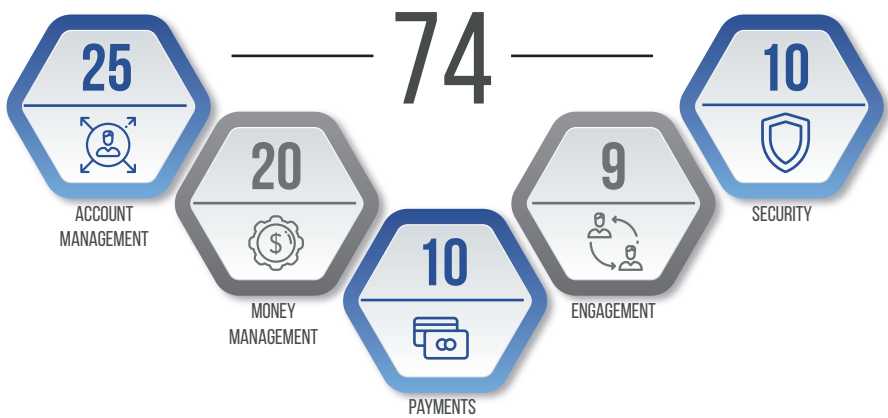 74
25
ACCOUNT
MANAGEMENT
20
MONEY
MANAGEMENT
10
PAYMENTS
9
ENGAGEMENT
10
SECURITY